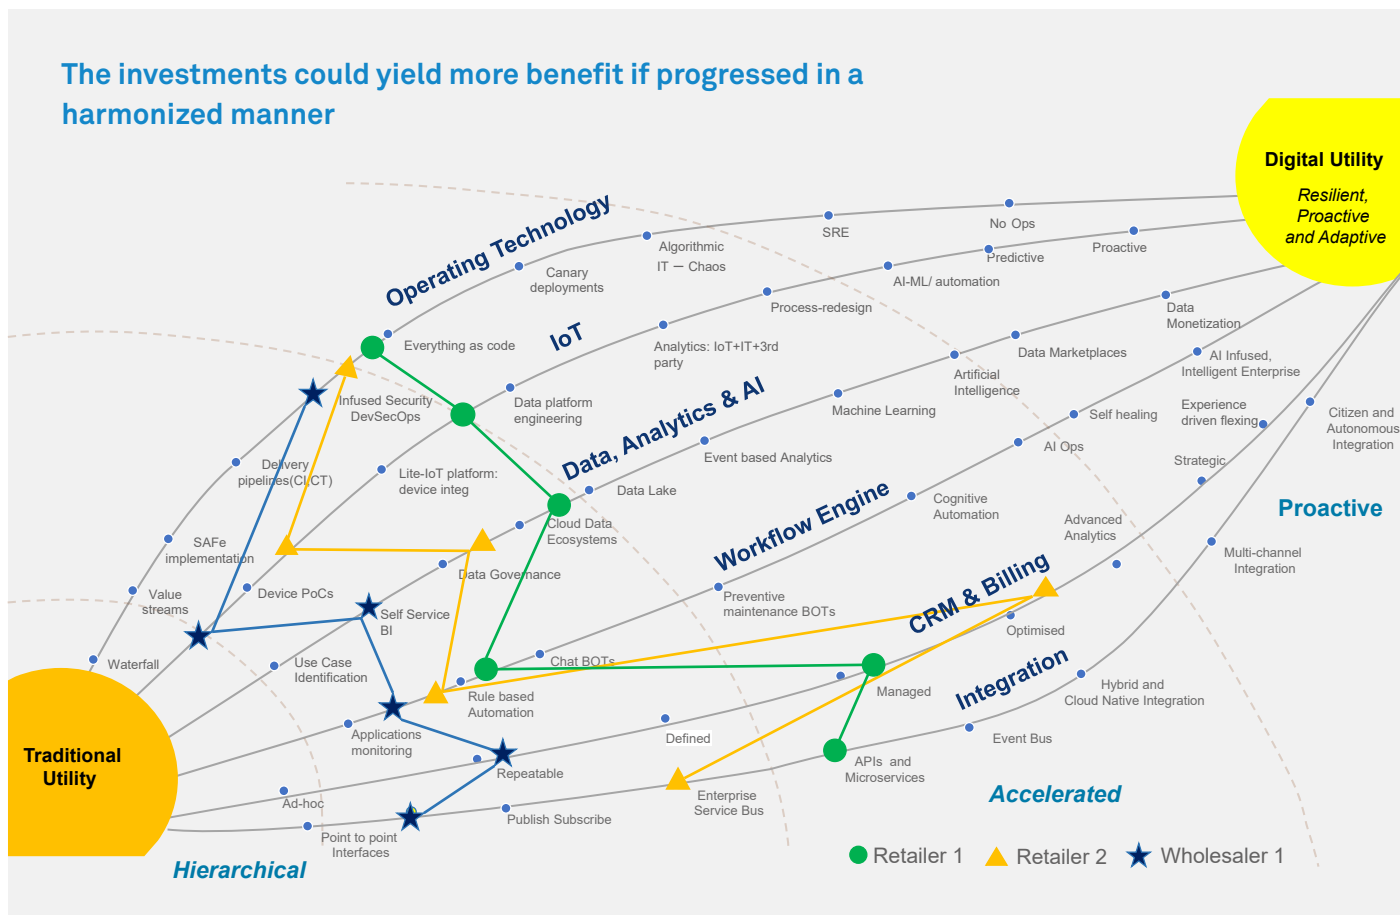 The investments could yield more benefit if progressed in a
harmonized manner
Digital Utility
Resilient,
Proactive
and Adaptive
Operating Technology
No Ops
SRE
Algorithmic
IT – Chaos
Canary
deployments
Everything as code
Infused Security
DevSecOps
Delivery
pipelines(CI,CT)
SAFe
implementation
Value
streams
Waterfall
IoT
Proactive
Predictive
AI-ML/ automation
Process-redesign
Analytics: IoT+IT+3rd
party
Data platform
engineering
Lite-IoT platform:
device integ
Device PoCs
Data, Analytics & AI
Data
Monetization
Data Marketplaces
Artificial
Intelligence
Machine Learning
Event based Analytics
Data Lake
Cloud Data
Ecosystems
Data Governance
Self Service
BI
Use Case
Identification
Workflow Engine
AI Infused,
Intelligent Enterprise
Self healing
AI Ops
Cognitive
Automation
Preventive
maintenance BOTs
Chat BOTs
Rule based
Automation
Applications
monitoring
CRM & Billing
Experience
driven flexing
Strategic
Advanced
Analytics
Optimised
Managed
Defined
Repeatable
Ad-hoc
Integration
Citizen and
Autonomous
Integration
Multi-channel
Integration
Hybrid and
Cloud Native Integration
Event Bus
APIs and
Microservices
Enterprise
Service Bus
Publish Subscribe
Point to point
Interfaces
Traditional
Utility
Proactive
Accelerated
Hierarchical
Retailer 1
Retailer 2
Wholesaler 1